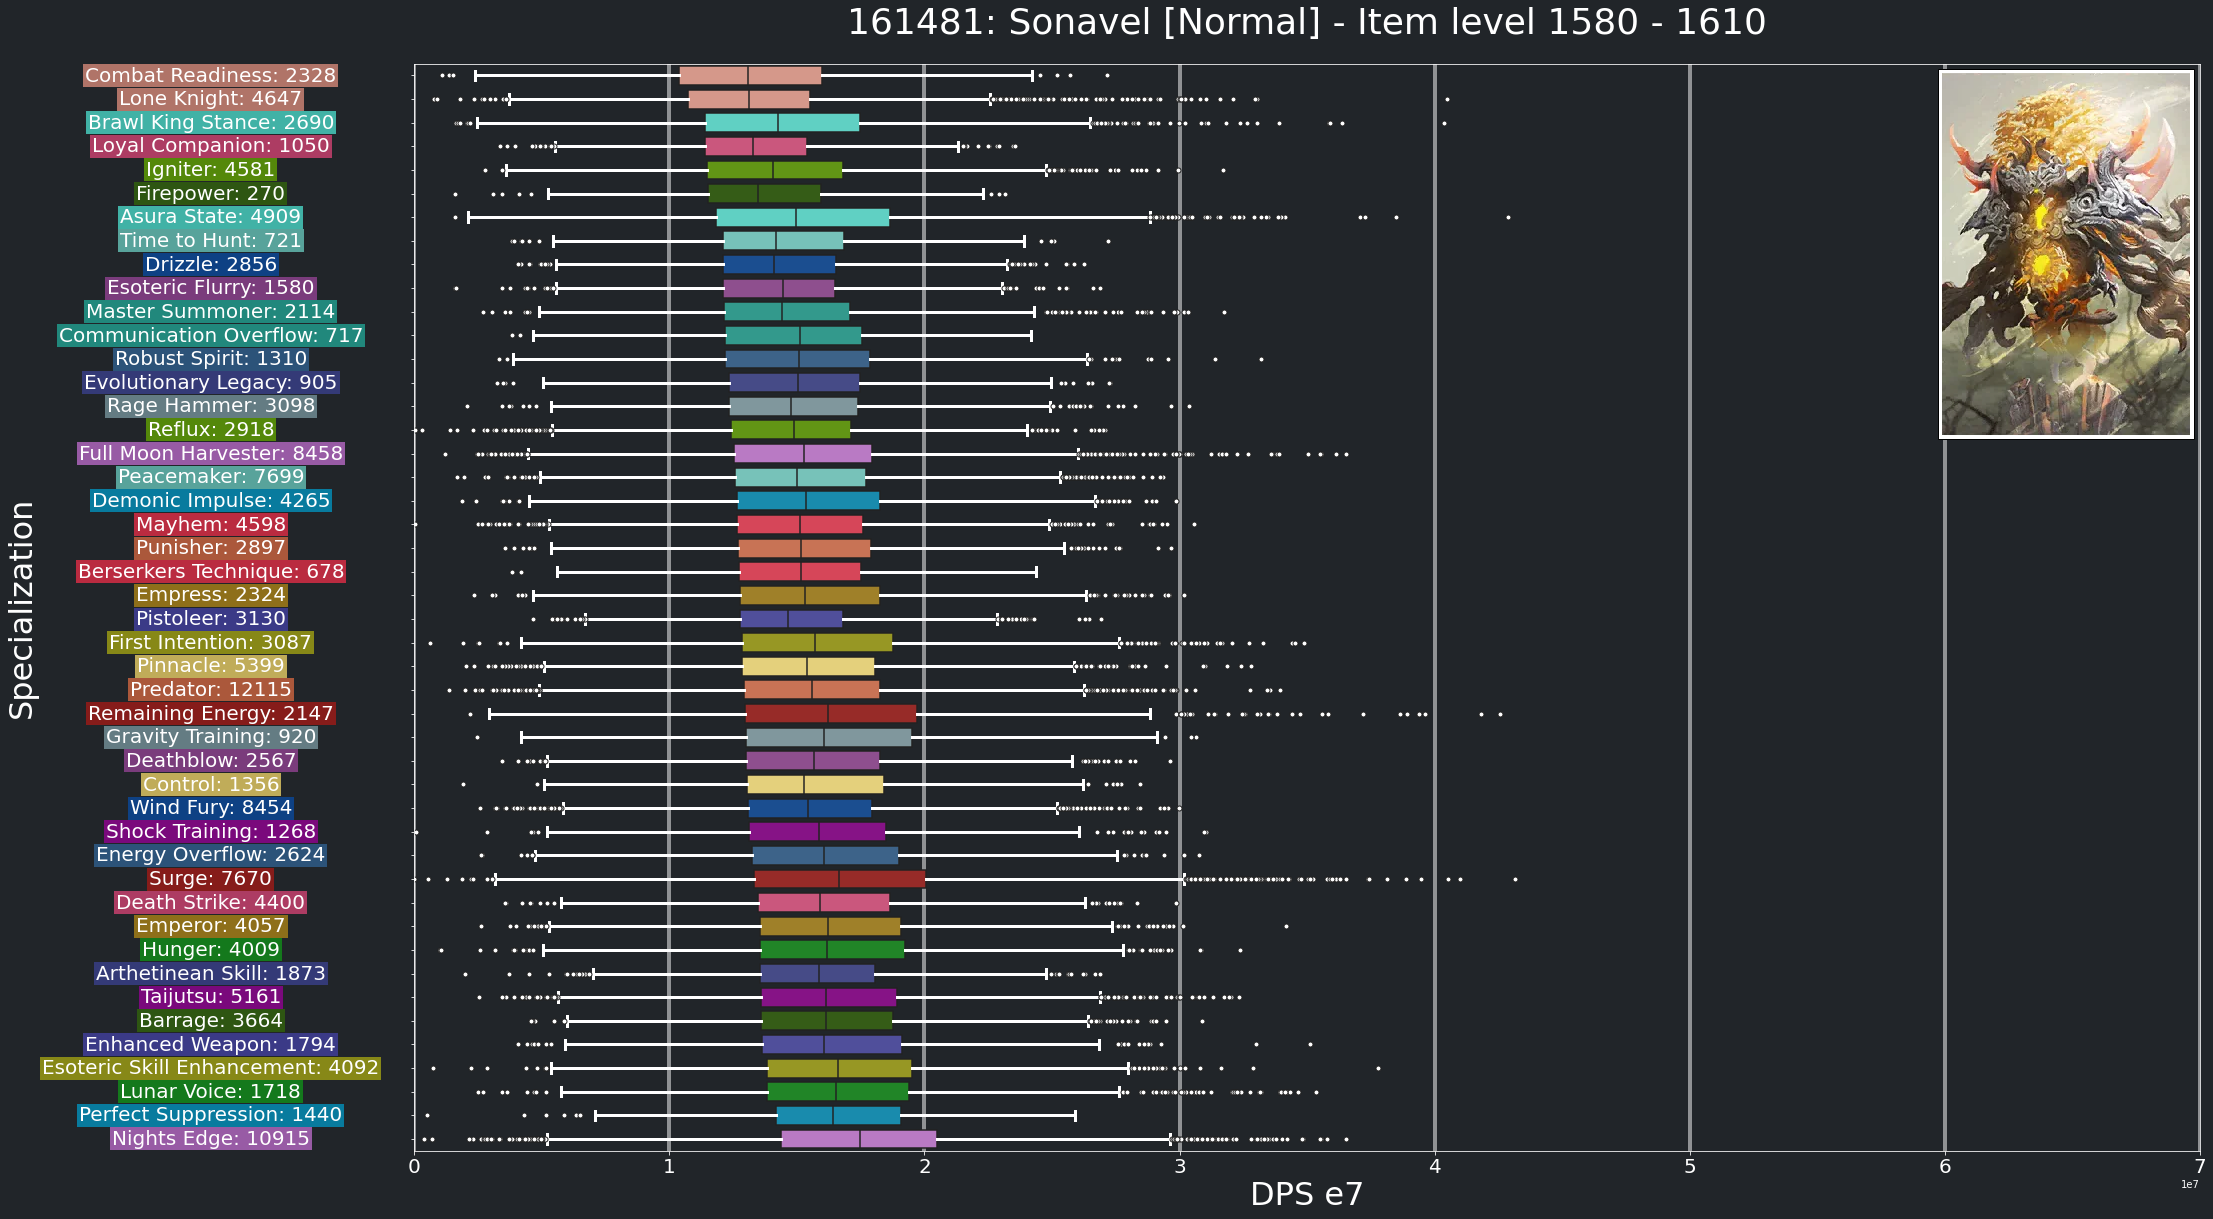 161481: Sonavel [Normal] - Item level 1580 - 1610
Combat Readiness: 2328
Lone Knight: 4647
Brawl King Stance: 2690
Loyal Companion: 1050
Igniter: 4581
Firepower: 270
Asura State: 4909
Time to Hunt: 721
Drizzle: 2856
Esoteric Flurry: 1580
Master Summoner: 2114
Communication Overflow: 717
Robust Spirit: 1310
Evolutionary Legacy: 905
Rage Hammer: 3098
Reflux: 2918
Full Moon Harvester: 8458
Peacemaker: 7699
Demonic Impulse: 4265
Mayhem: 4598
Punisher: 2897
Berserkers Technique: 678
Empress: 2324
Pistoleer: 3130
First Intention: 3087
Pinnacle: 5399
Predator: 12115
Remaining Energy: 2147
Gravity Training: 920
Deathblow: 2567
Control: 1356
Wind Fury: 8454
Shock Training: 1268
Energy Overflow: 2624
Surge: 7670
Death Strike: 4400
Emperor: 4057
Hunger: 4009
Arthetinean Skill: 1873
Taijutsu: 5161
Barrage: 3664
Enhanced Weapon: 1794
Esoteric Skill Enhancement: 4092
Lunar Voice: 1718
Perfect Suppression: 1440
Nights Edge: 10915
Specialization
0 1 2 3 4 5 6 7
1e7
DPS e7